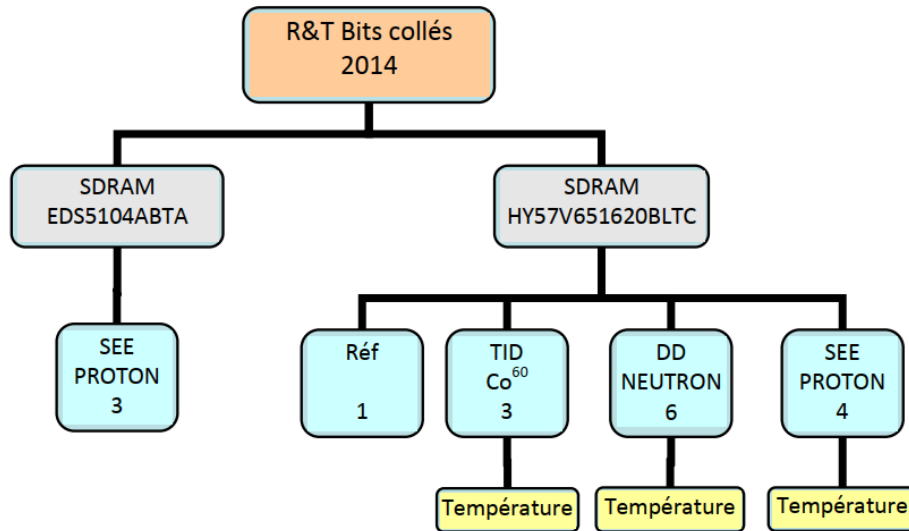 R&T Bits collés
2014
SDRAM
EDS5104ABTA
SDRAM
HY57V651620BLTC
SEE
PROTON
3
Réf
1
TID
Co⁶⁰
3
DD
NEUTRON
6
SEE
PROTON
4
Température
Température
Température